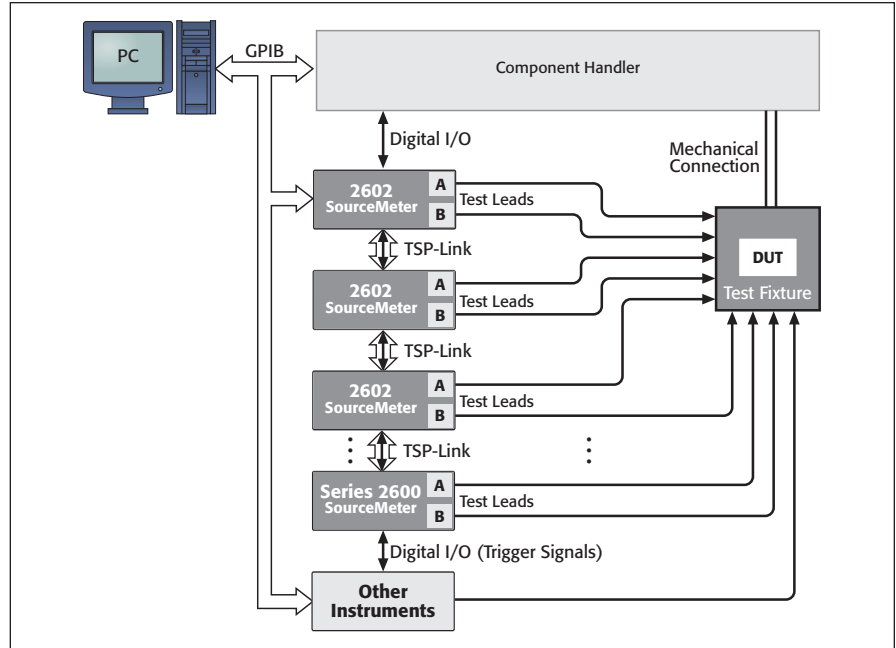 PC
GPIB
Component Handler
Digital I/O
Mechanical
Connection
2602
SourceMeter
A
B
Test Leads
TSP-Link
DUT
Test Fixture
2602
SourceMeter
A
B
Test Leads
TSP-Link
2602
SourceMeter
A
B
Test Leads
TSP-Link
Series 2600
SourceMeter
A
B
Test Leads
Digital I/O (Trigger Signals)
Other
Instruments